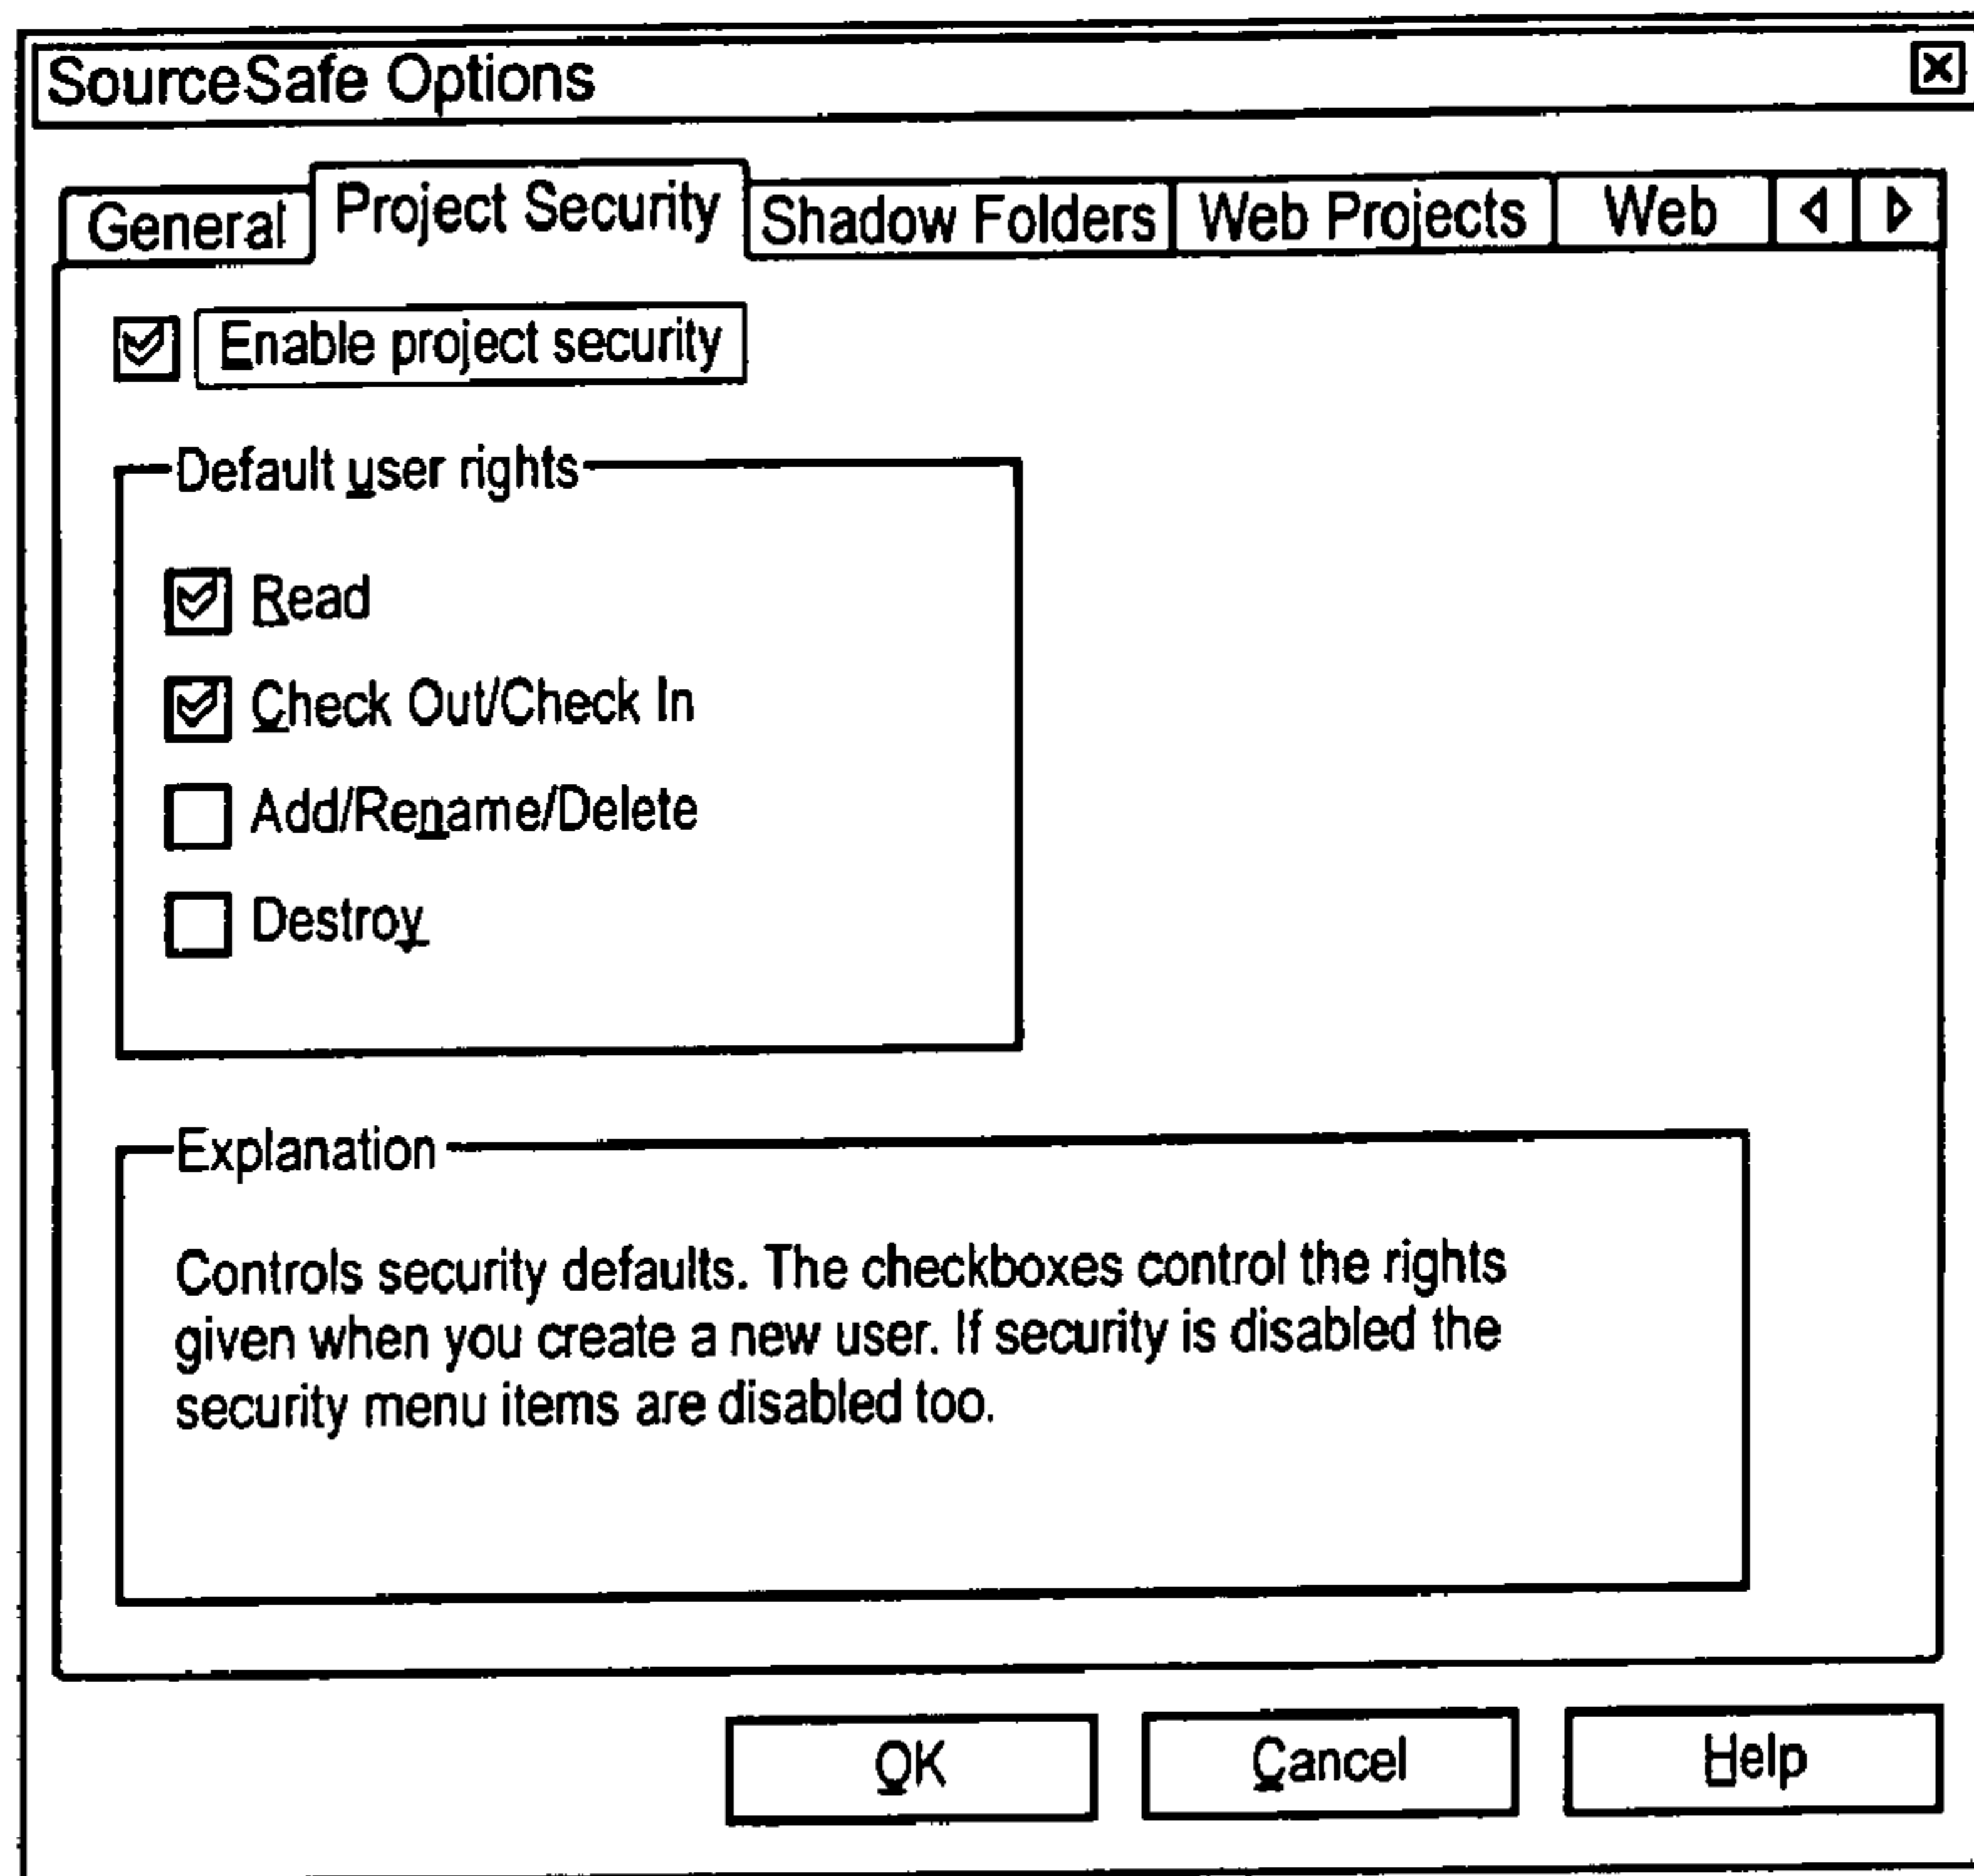 SourceSafe Options
General Project Security Shadow Folders Web Projects Web
Enable project security
Default user rights
Read
Check Out/Check In
Add/Rename/Delete
Destroy
Explanation
Controls security defaults. The checkboxes control the rights
given when you create a new user. If security is disabled the
security menu items are disabled too.
OK Cancel Help